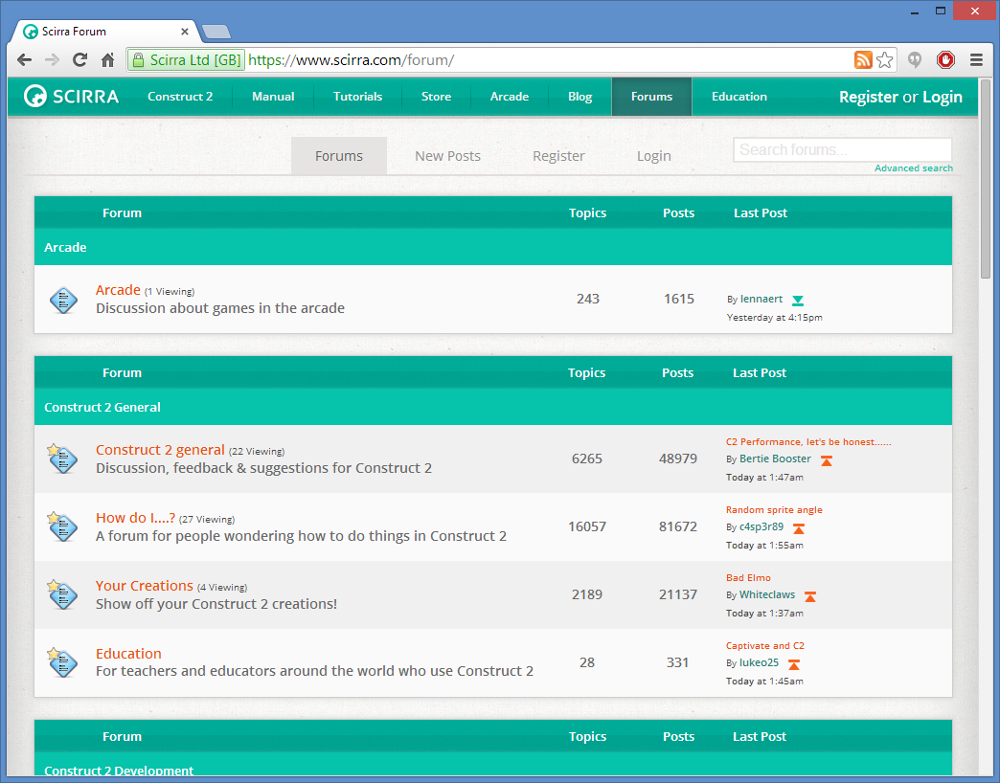 Scirra Forum
Scirra Ltd [GB] https://www.scirra.com/forum/
SCIRRA Construct 2 Manual Tutorials Store Arcade Blog Forums Education Register or Login
Forums New Posts Register Login Search forums...
Advanced search
Forum Topics Posts Last Post
Arcade
Arcade (1 Viewing)
Discussion about games in the arcade
243 1615
By lennaert
Yesterday at 4:15pm
Forum Topics Posts Last Post
Construct 2 General
Construct 2 general (22 Viewing)
Discussion, feedback & suggestions for Construct 2
6265 48979
C2 Performance, let's be honest......
By Bertie Booster
Today at 1:47am
How do I....? (27 Viewing)
A forum for people wondering how to do things in Construct 2
16057 81672
Random sprite angle
By c4sp3r89
Today at 1:55am
Your Creations (4 Viewing)
Show off your Construct 2 creations!
2189 21137
Bad Elmo
By Whiteclaws
Today at 1:37am
Education
For teachers and educators around the world who use Construct 2
28 331
Captivate and C2
By lukeo25
Today at 1:45am
Forum Topics Posts Last Post
Construct 2 Development